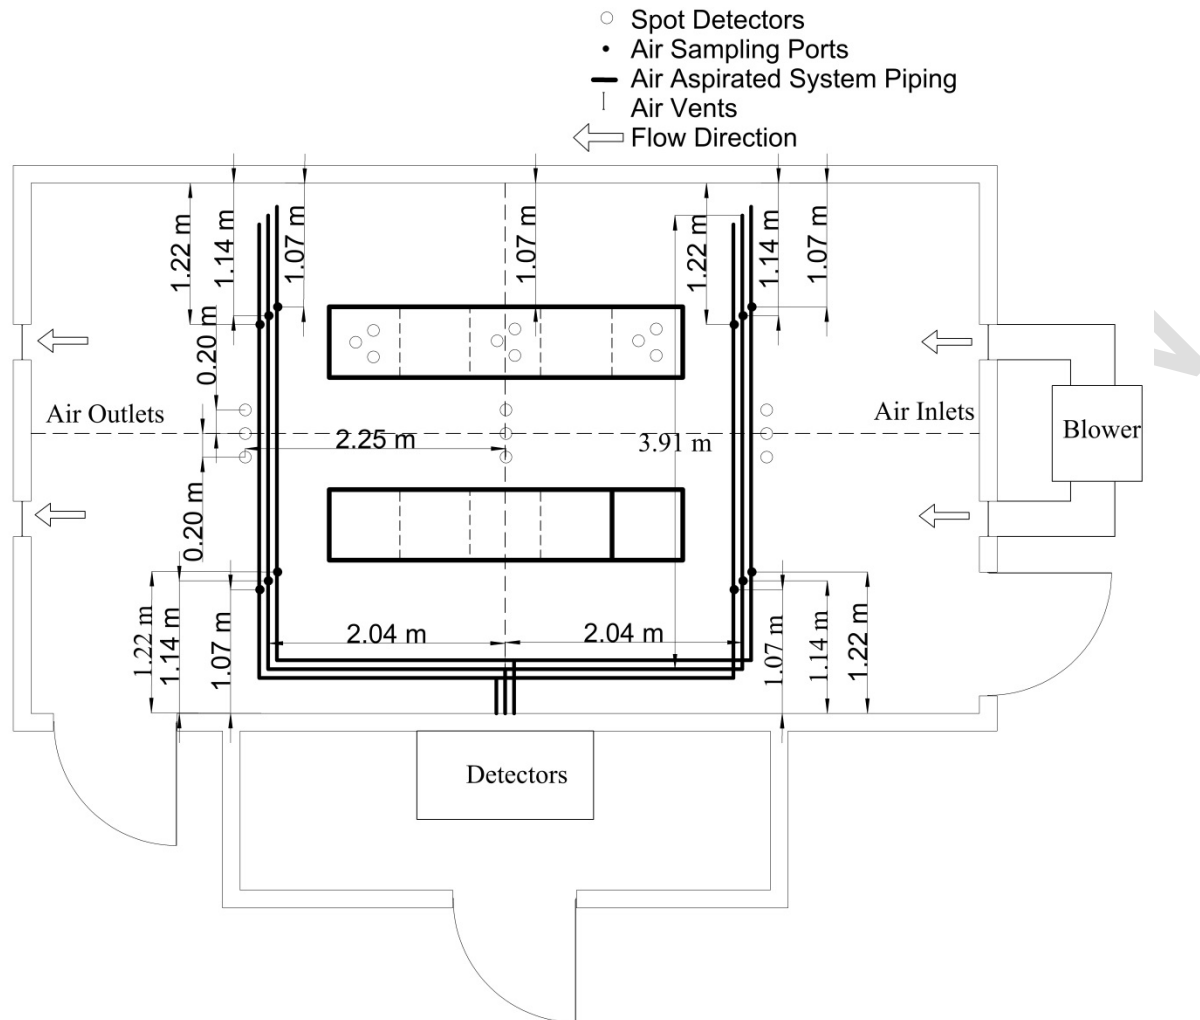 Spot Detectors
Air Sampling Ports
Air Aspirated System Piping
Air Vents
Flow Direction
1.22 m
1.14 m
1.07 m
1.07 m
1.22 m
1.14 m
1.07 m
0.20 m
Air Outlets
2.25 m
3.91 m
Air Inlets
Blower
0.20 m
1.22 m
1.14 m
1.07 m
2.04 m
2.04 m
1.07 m
1.14 m
1.22 m
Detectors